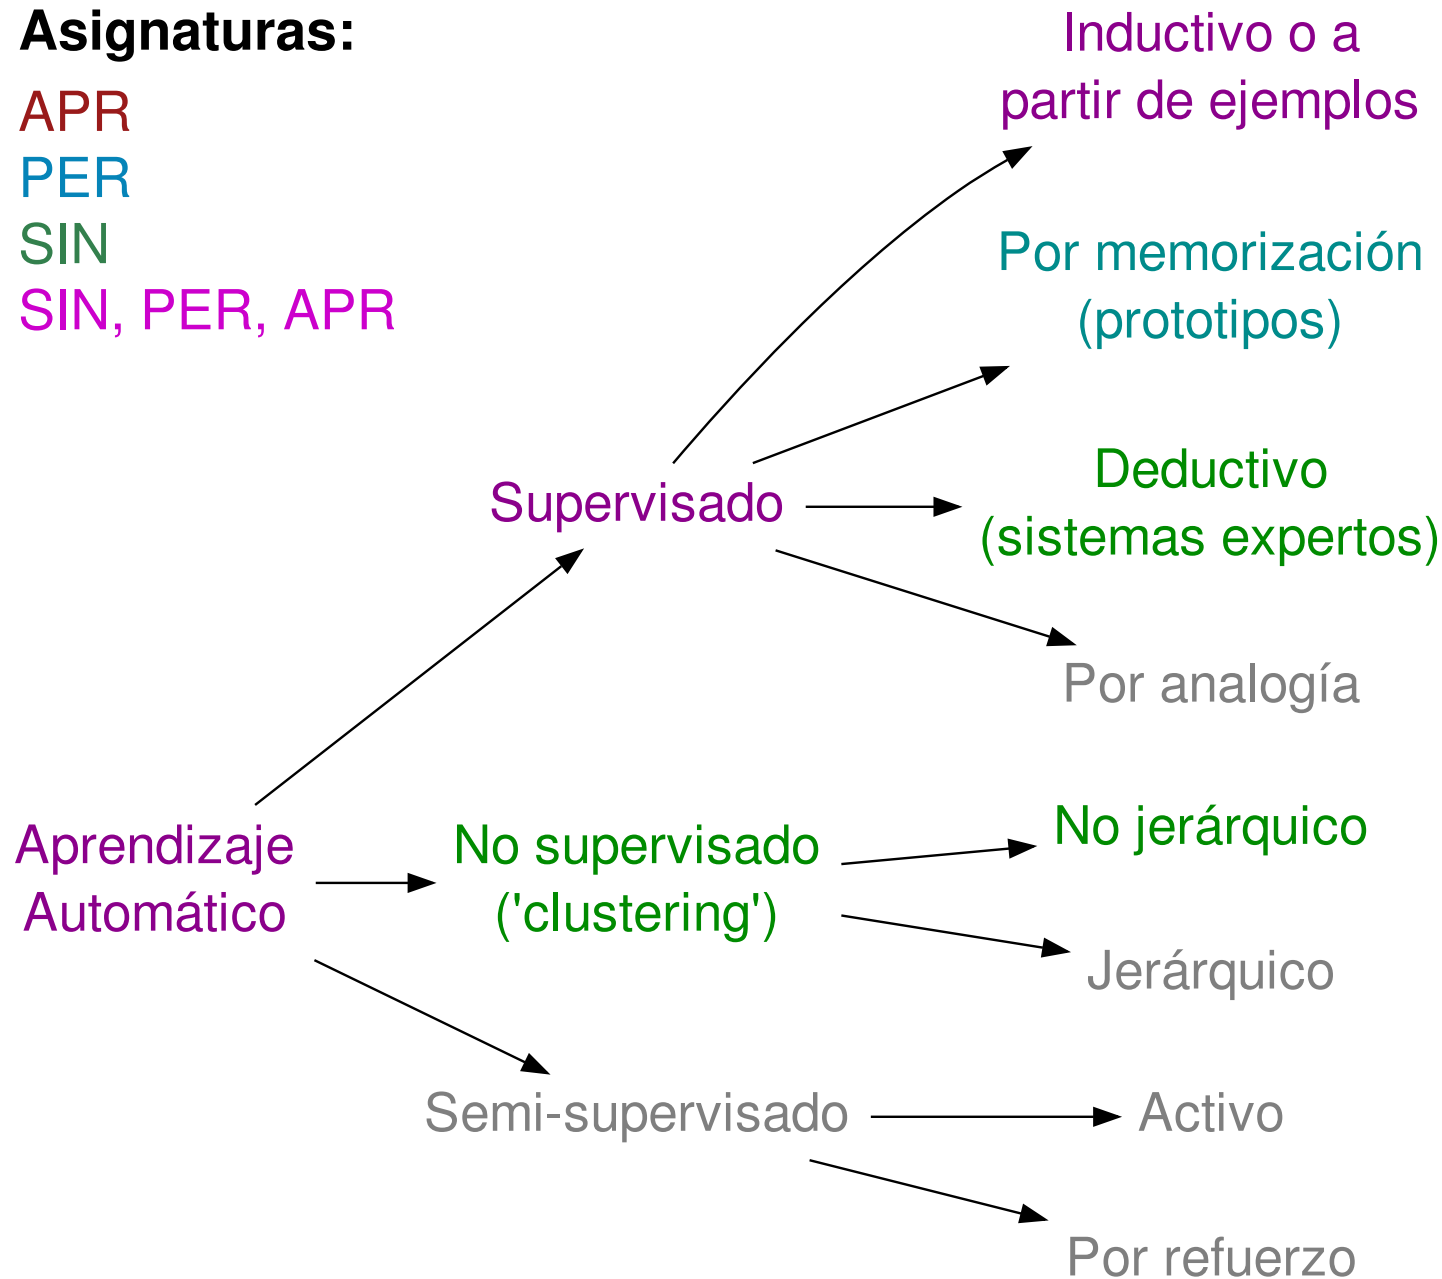 Asignaturas:
APR
PER
SIN
SIN, PER, APR
Inductivo o a
partir de ejemplos
Por memorización
(prototipos)
Supervisado
Deductivo
(sistemas expertos)
Por analogía
Aprendizaje
Automático
No supervisado
('clustering')
No jerárquico
Jerárquico
Semi-supervisado
Activo
Por refuerzo